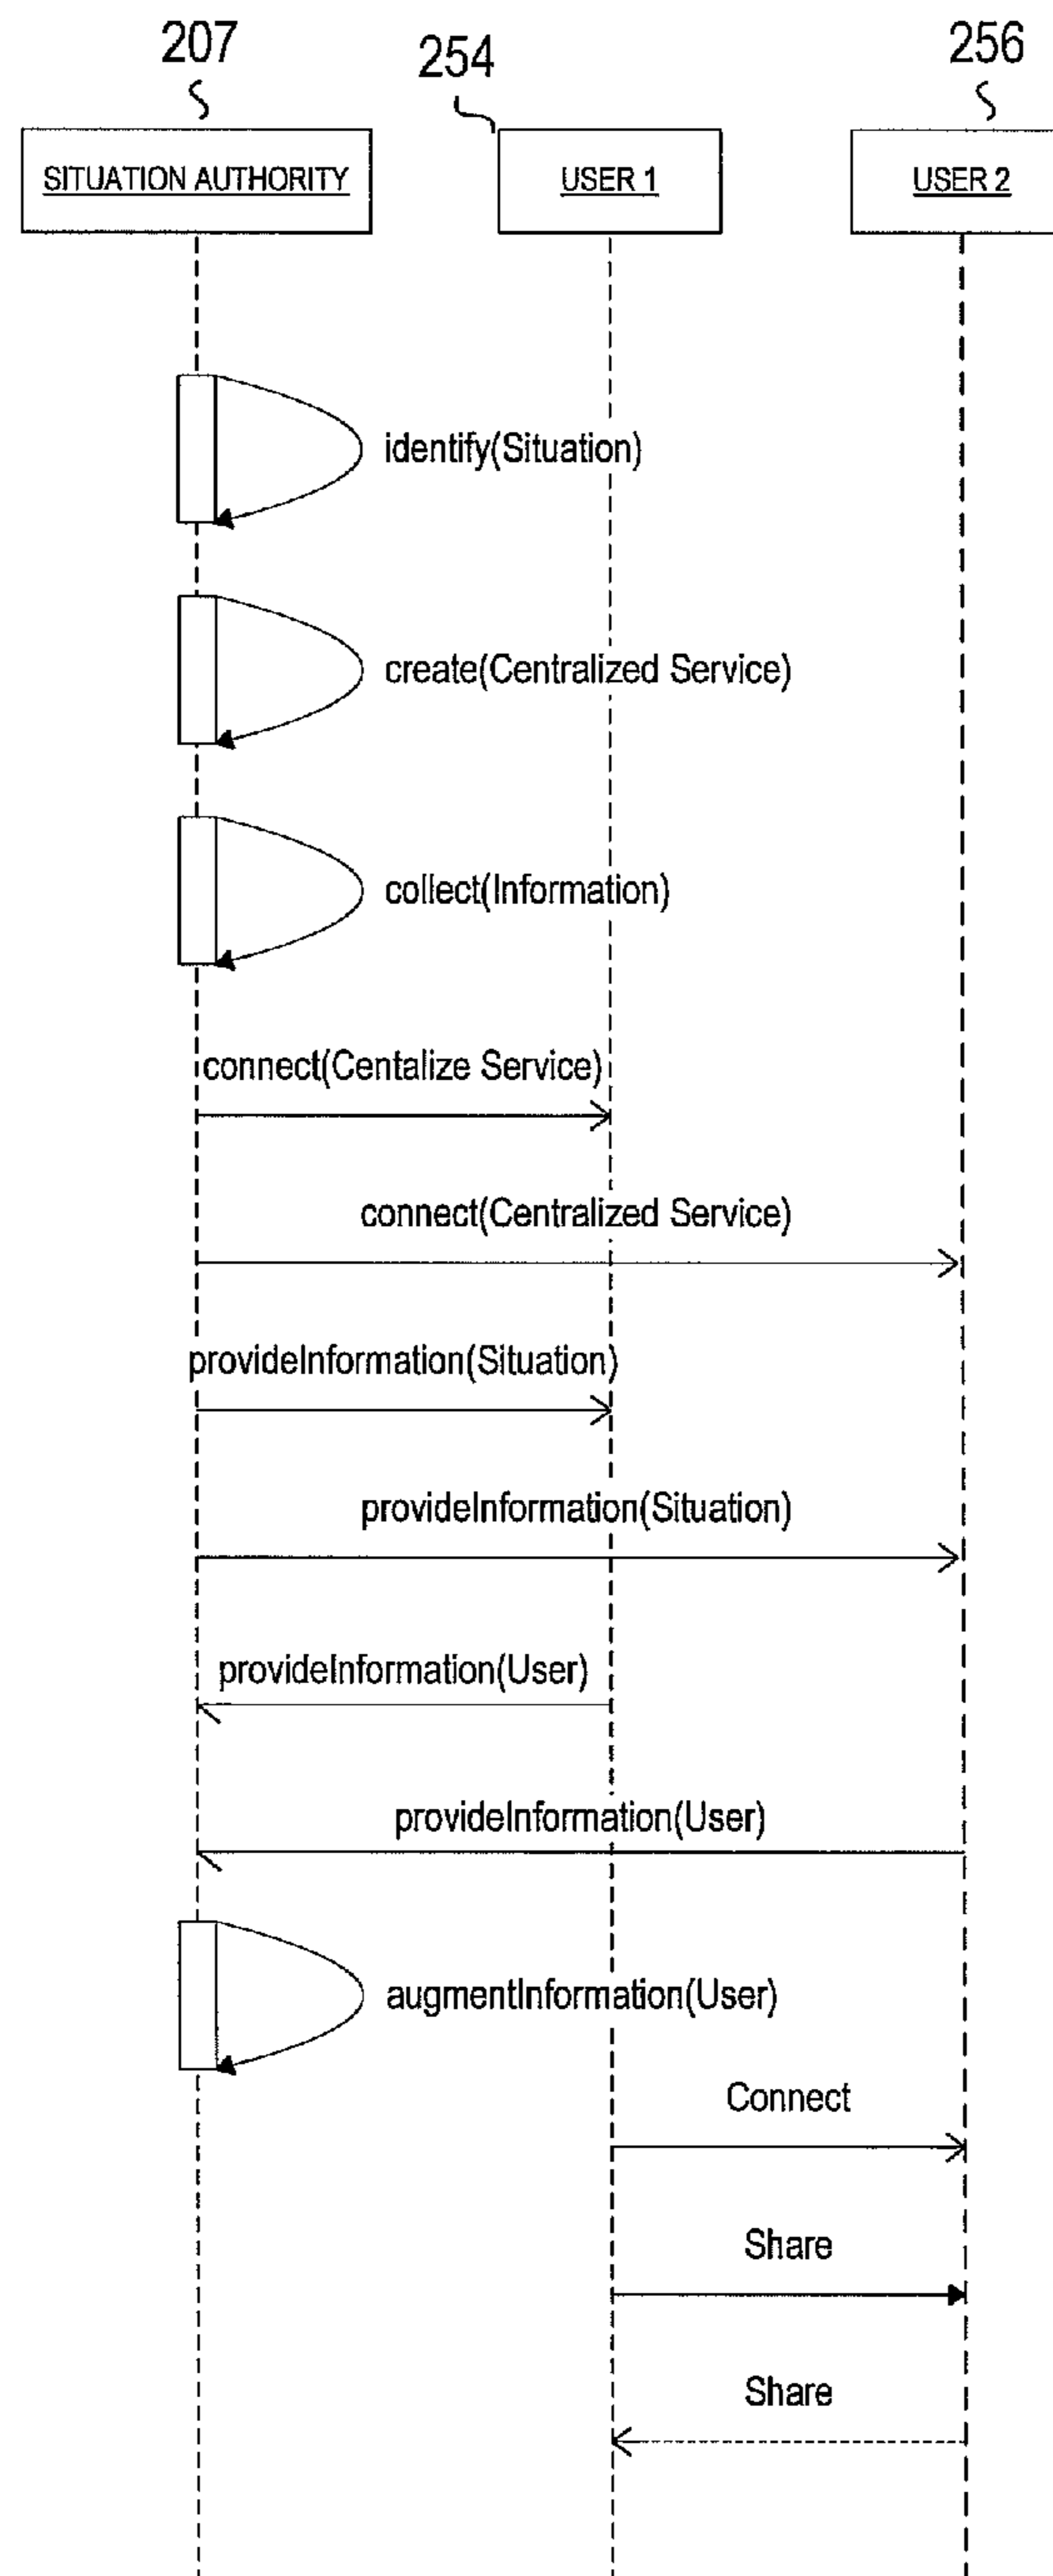 207
254
256
SITUATION AUTHORITY
USER 1
USER 2
identify(Situation)
create(Centralized Service)
collect(Information)
connect(Centalize Service)
connect(Centralized Service)
provideInformation(Situation)
provideInformation(Situation)
provideInformation(User)
provideInformation(User)
augmentInformation(User)
Connect
Share
Share